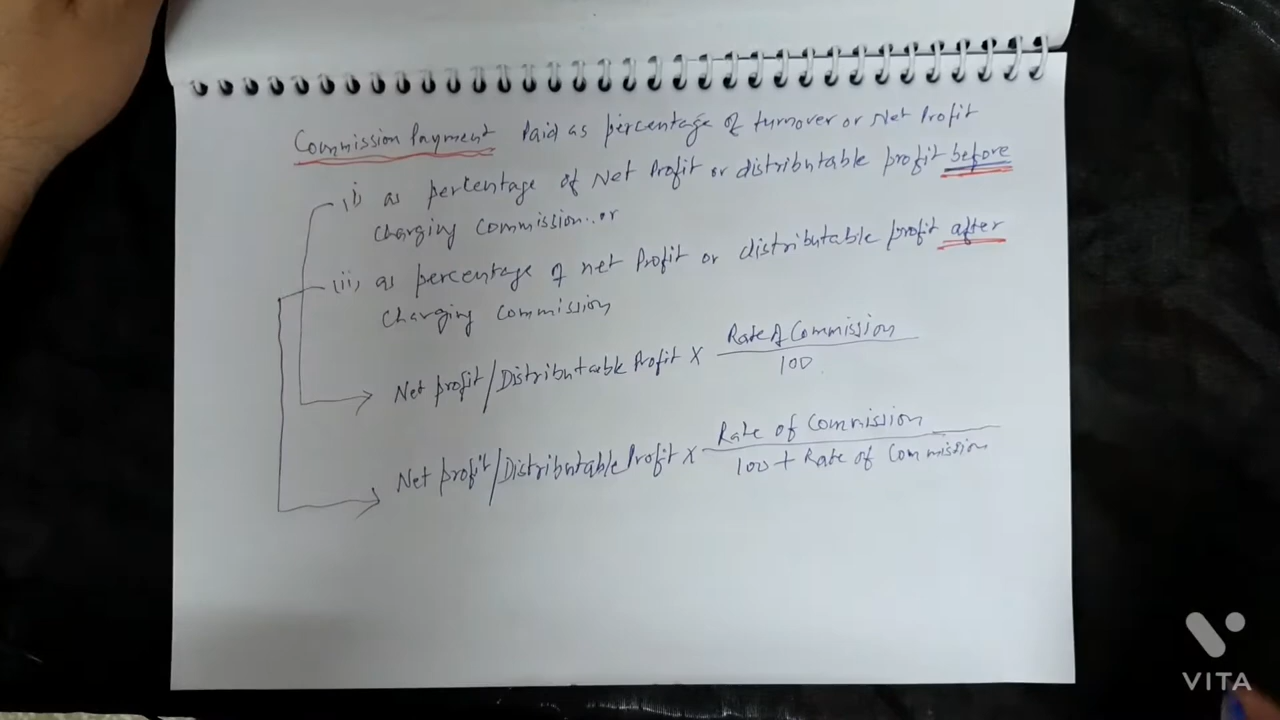 Commission Payment Paid as percentage of turnover or Net Profit
(i) as percentage of Net Profit or distributable profit before
charging commission.. or
(ii) as percentage of net Profit or distributable profit after
charging commission
Net profit/Distributable Profit X Rate of Commission
100
Net profit/Distributable Profit X Rate of Commission
100 + Rate of Commission
VITA